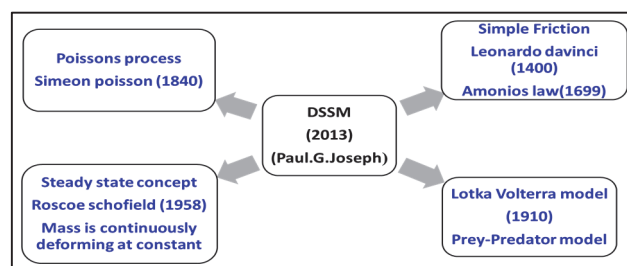 Poissons process
Simeon poisson (1840)
Simple Friction
Leonardo davinci
(1400)
Amonios law(1699)
DSSM
(2013)
(Paul.G.Joseph)
Steady state concept
Roscoe schofield (1958)
Mass is continuously
deforming at constant
Lotka Volterra model
(1910)
Prey-Predator model